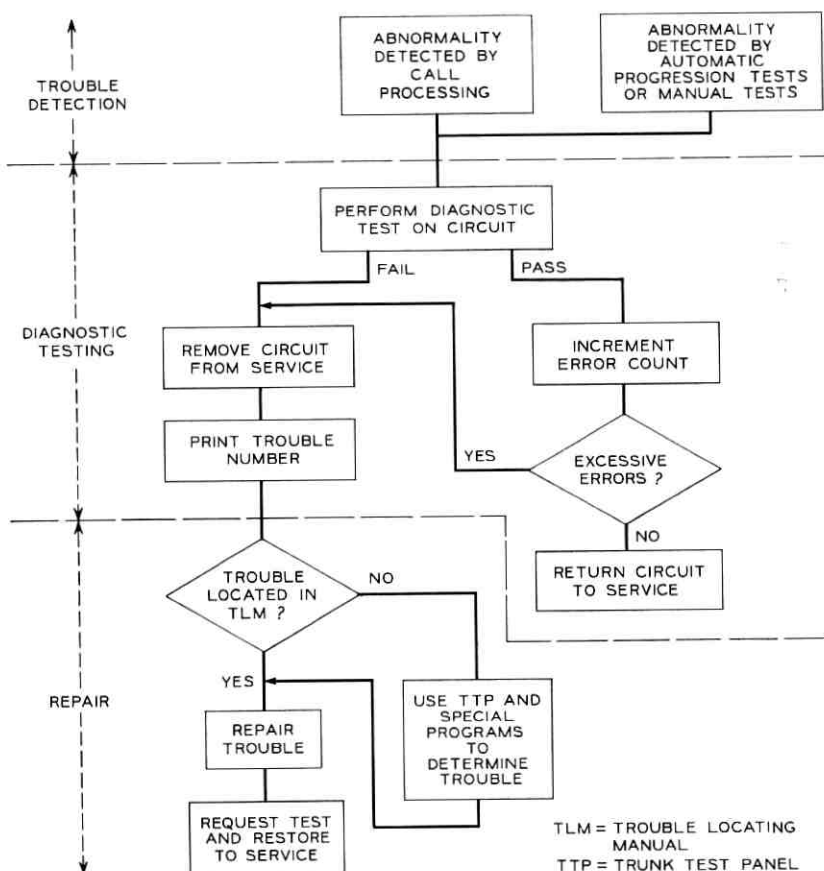 ABNORMALITY
DETECTED BY
CALL
PROCESSING
ABNORMALITY
DETECTED BY
AUTOMATIC
PROGRESSION TESTS
OR MANUAL TESTS
TROUBLE
DETECTION
PERFORM DIAGNOSTIC
TEST ON CIRCUIT
FAIL
PASS
DIAGNOSTIC
TESTING
REMOVE CIRCUIT
FROM SERVICE
INCREMENT
ERROR COUNT
PRINT TROUBLE
NUMBER
YES
EXCESSIVE
ERRORS ?
NO
RETURN CIRCUIT
TO SERVICE
TROUBLE
LOCATED IN
TLM ?
NO
YES
REPAIR
REPAIR
TROUBLE
USE TTP AND
SPECIAL
PROGRAMS
TO
DETERMINE
TROUBLE
REQUEST TEST
AND RESTORE
TO SERVICE
TLM = TROUBLE LOCATING
MANUAL
TTP = TRUNK TEST PANEL